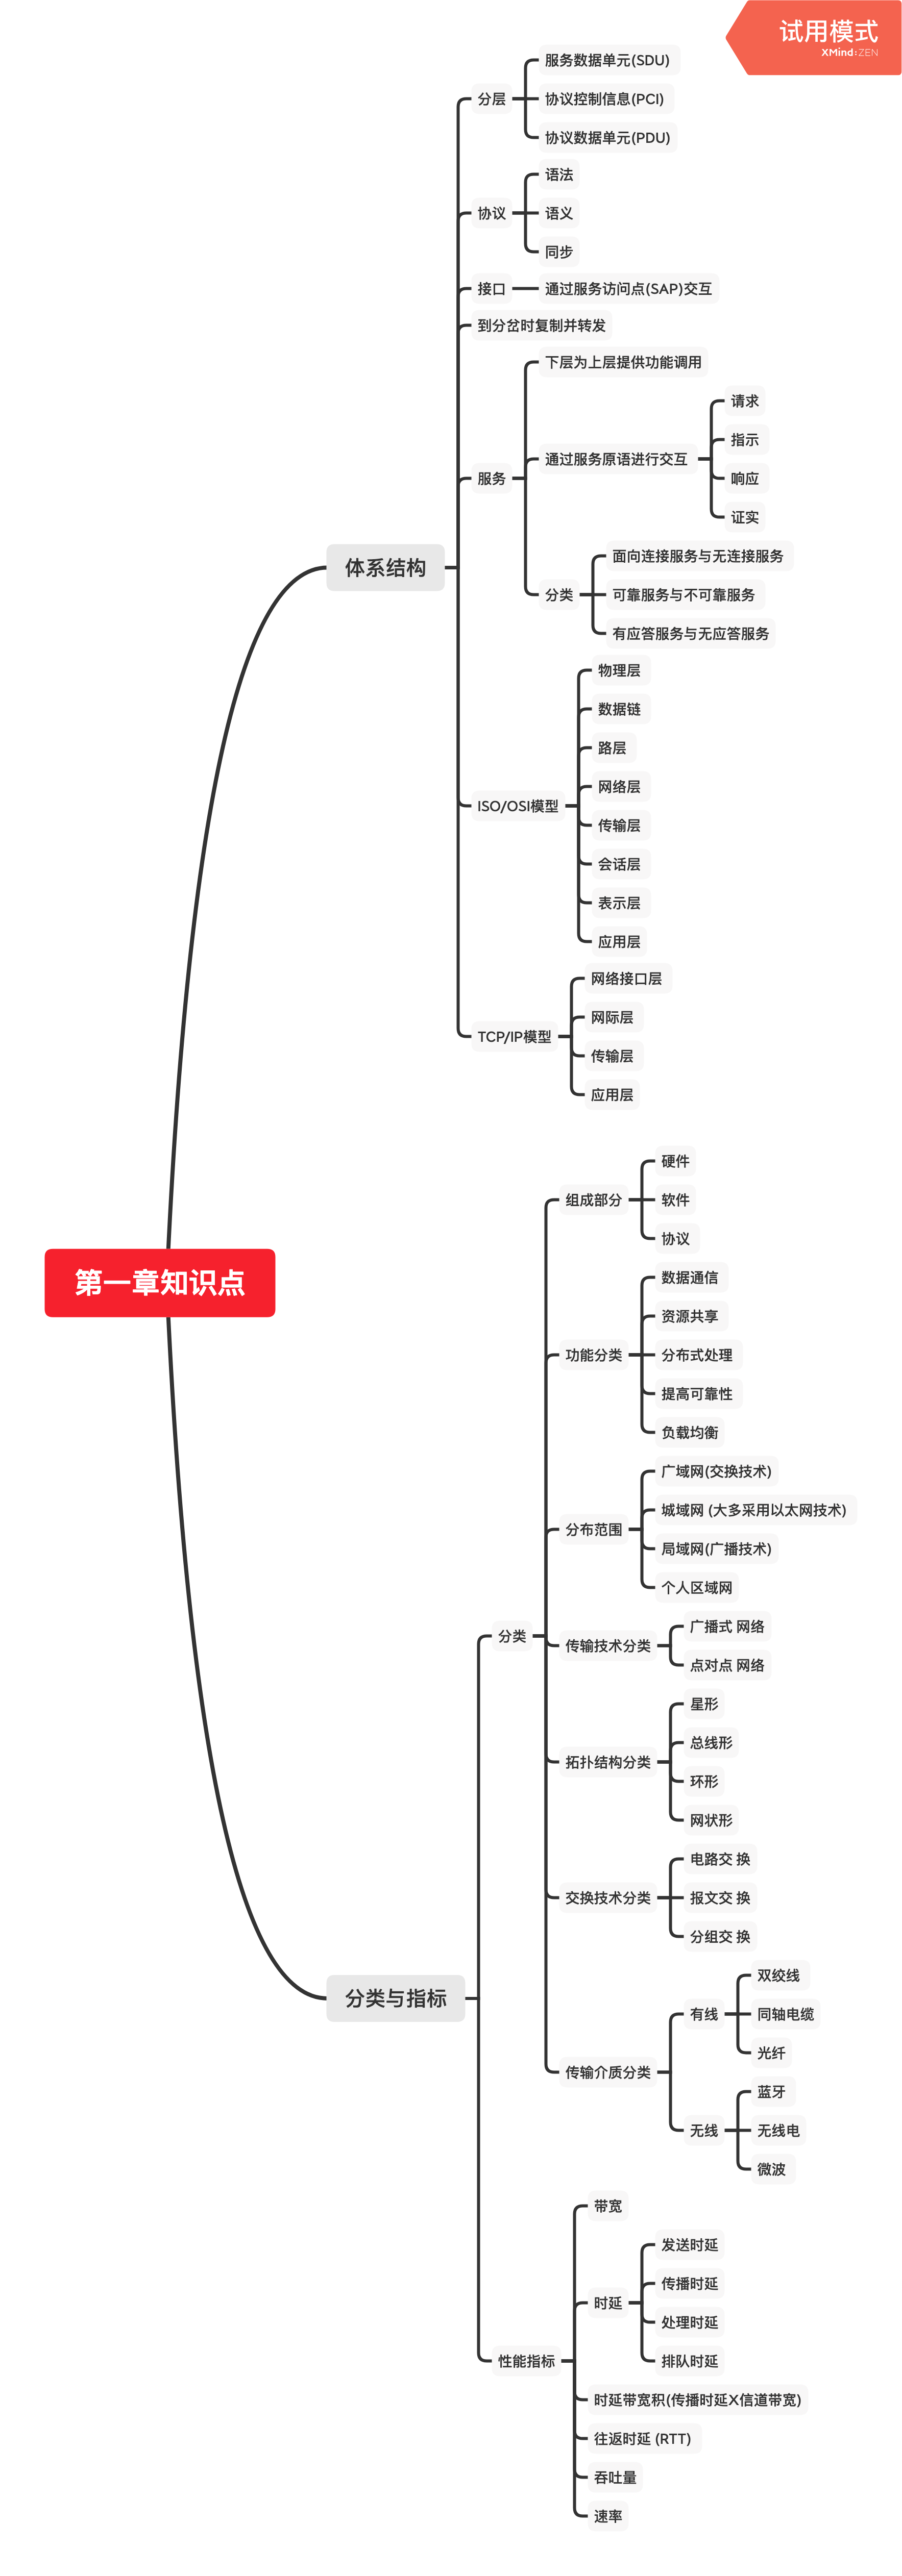 试用模式
XMind:ZEN
第一章知识点
体系结构
分层
服务数据单元(SDU)
协议控制信息(PCI)
协议数据单元(PDU)
协议
语法
语义
同步
接口
通过服务访问点(SAP)交互
到分岔时复制并转发
服务
下层为上层提供功能调用
通过服务原语进行交互
请求
指示
响应
证实
分类
面向连接服务与无连接服务
可靠服务与不可靠服务
有应答服务与无应答服务
ISO/OSI模型
物理层
数据链
路层
网络层
传输层
会话层
表示层
应用层
TCP/IP模型
网络接口层
网际层
传输层
应用层
分类与指标
分类
组成部分
硬件
软件
协议
功能分类
数据通信
资源共享
分布式处理
提高可靠性
负载均衡
分布范围
广域网(交换技术)
城域网 (大多采用以太网技术)
局域网(广播技术)
个人区域网
传输技术分类
广播式 网络
点对点 网络
拓扑结构分类
星形
总线形
环形
网状形
交换技术分类
电路交 换
报文交 换
分组交 换
传输介质分类
有线
双绞线
同轴电缆
光纤
无线
蓝牙
无线电
微波
性能指标
带宽
时延
发送时延
传播时延
处理时延
排队时延
时延带宽积(传播时延X信道带宽)
往返时延 (RTT)
吞吐量
速率